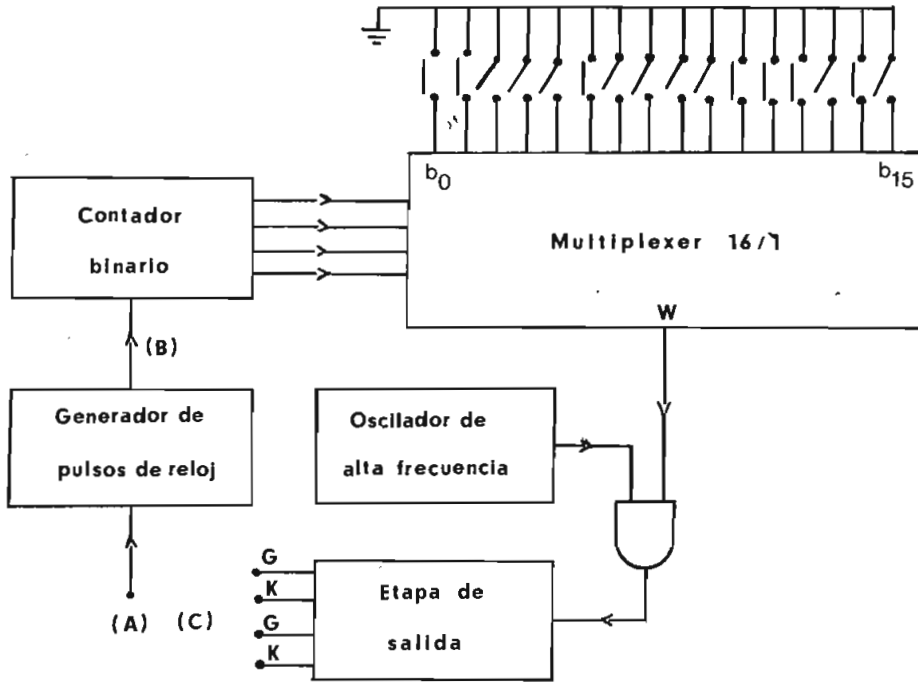 b0
b15
Contador
binario
Multiplexer 16/1
W
(B)
Generador de
pulsos de reloj
Oscilador de
alta frecuencia
G
K
G
K
Etapa de
salida
(A)
(C)